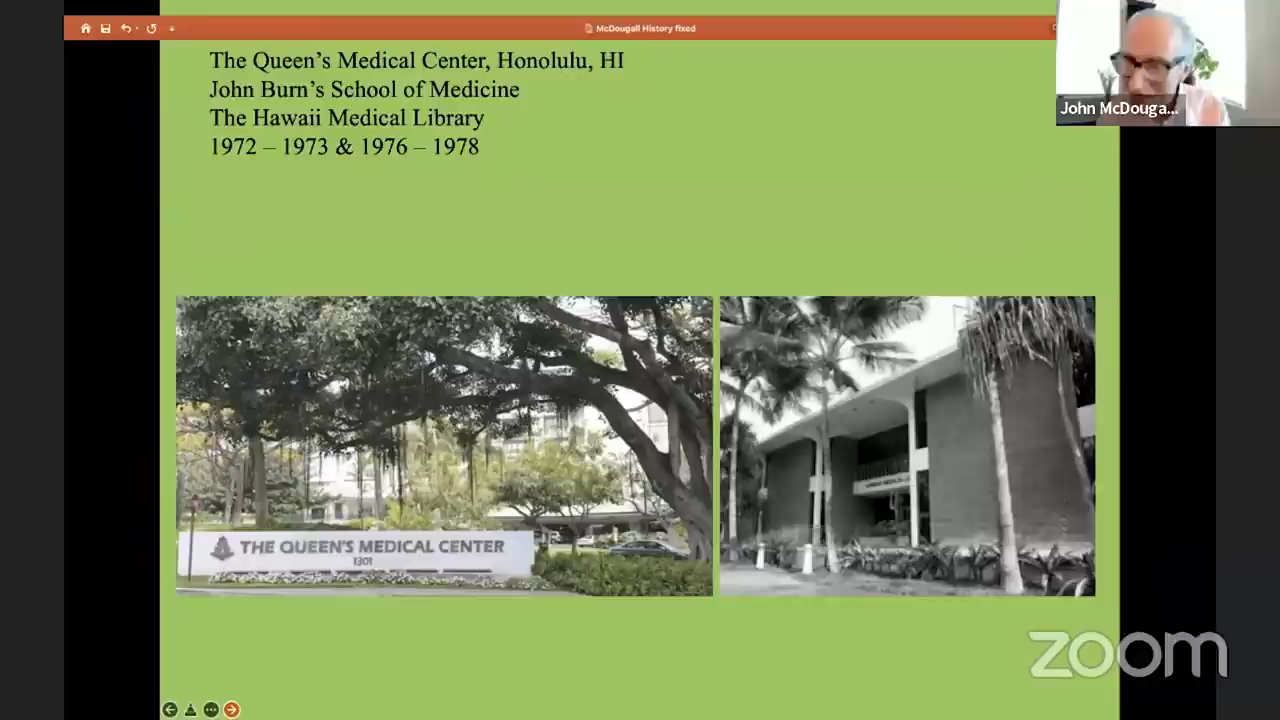 McDougall History fixed
The Queen's Medical Center, Honolulu, HI
John Burn's School of Medicine
The Hawaii Medical Library
1972 – 1973 & 1976 – 1978
John McDouga...
THE QUEEN'S MEDICAL CENTER
1301
zoom